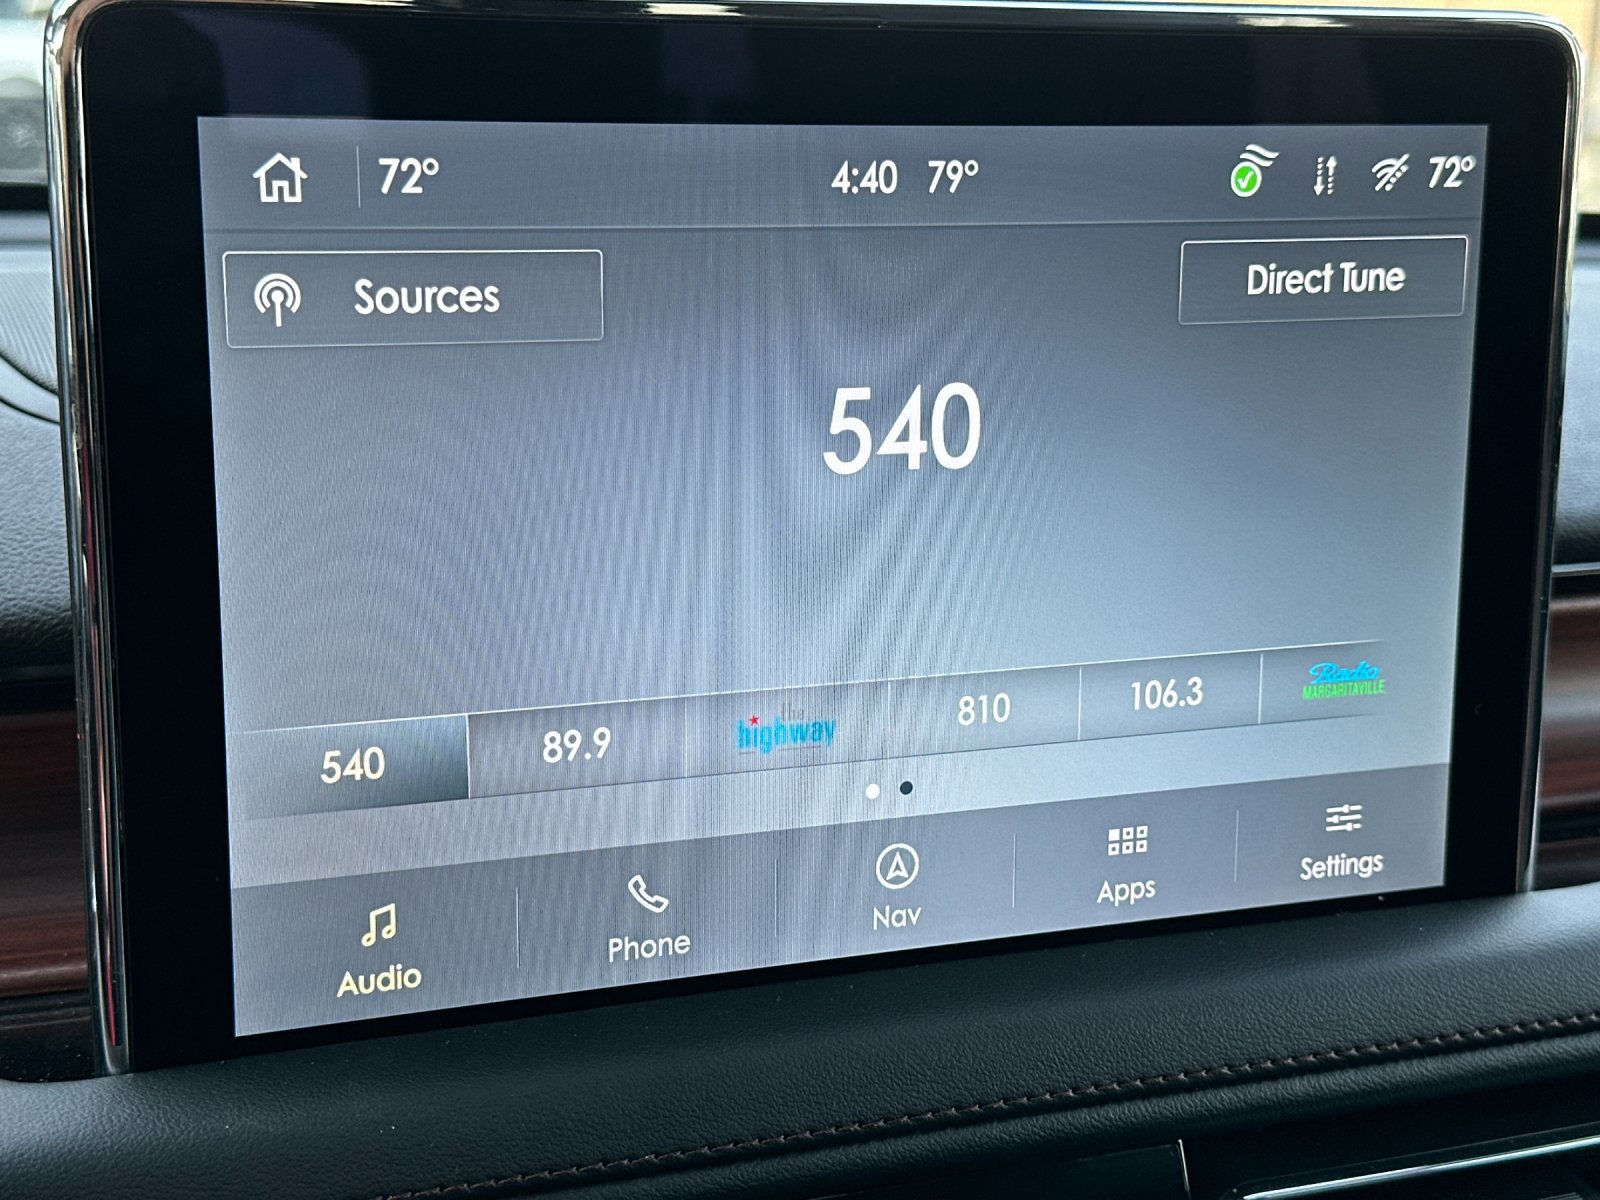 72° 4:40 79° 72°
Sources
Direct Tune
540
540 89.9 the highway 810 106.3 Radio MARGARITAVILLE
Audio Phone Nav Apps Settings